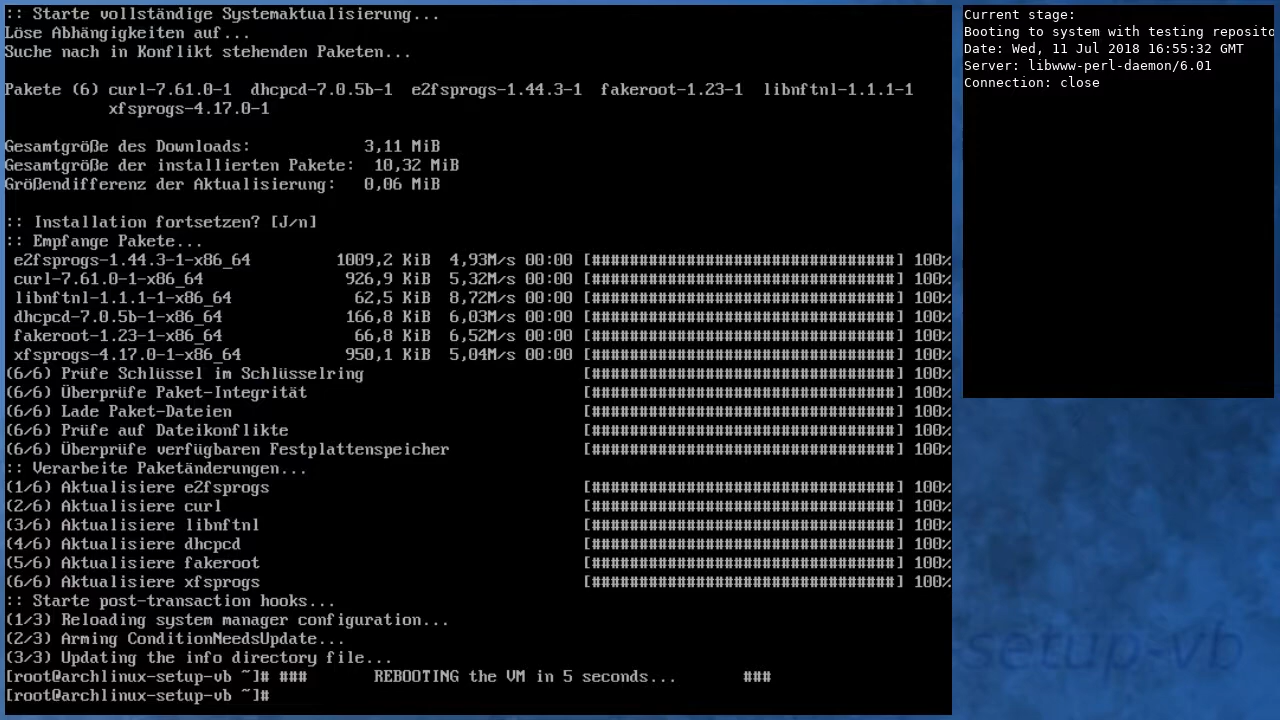 :: Starte vollständige Systemaktualisierung...
Löse Abhängigkeiten auf...
Suche nach in Konflikt stehenden Paketen...
Pakete (6) curl-7.61.0-1  dhcpcd-7.0.5b-1  e2fsprogs-1.44.3-1  fakeroot-1.23-1  libnftnl-1.1.1-1
xfsprogs-4.17.0-1
Gesamtgröße des Downloads:            3,11 MiB
Gesamtgröße der installierten Pakete:  10,32 MiB
Größendifferenz der Aktualisierung:   0,06 MiB
:: Installation fortsetzen? [J/n]
:: Empfange Pakete...
e2fsprogs-1.44.3-1-x86_64         1009,2 KiB  4,93M/s 00:00 [################################] 100%
curl-7.61.0-1-x86_64               926,9 KiB  5,32M/s 00:00 [################################] 100%
libnftnl-1.1.1-1-x86_64             62,5 KiB  8,72M/s 00:00 [################################] 100%
dhcpcd-7.0.5b-1-x86_64             166,8 KiB  6,03M/s 00:00 [################################] 100%
fakeroot-1.23-1-x86_64              66,8 KiB  6,52M/s 00:00 [################################] 100%
xfsprogs-4.17.0-1-x86_64           950,1 KiB  5,04M/s 00:00 [################################] 100%
(6/6) Prüfe Schlüssel im Schlüsselring                       [################################] 100%
(6/6) Überprüfe Paket-Integrität                             [################################] 100%
(6/6) Lade Paket-Dateien                                     [################################] 100%
(6/6) Prüfe auf Dateikonflikte                               [################################] 100%
(6/6) Überprüfe verfügbaren Festplattenspeicher              [################################] 100%
:: Verarbeite Paketänderungen...
(1/6) Aktualisiere e2fsprogs                                 [################################] 100%
(2/6) Aktualisiere curl                                      [################################] 100%
(3/6) Aktualisiere libnftnl                                  [################################] 100%
(4/6) Aktualisiere dhcpcd                                    [################################] 100%
(5/6) Aktualisiere fakeroot                                  [################################] 100%
(6/6) Aktualisiere xfsprogs                                  [################################] 100%
:: Starte post-transaction hooks...
(1/3) Reloading system manager configuration...
(2/3) Arming ConditionNeedsUpdate...
(3/3) Updating the info directory file...
[root@archlinux-setup-vb ~]# ###       REBOOTING the VM in 5 seconds...       ###
[root@archlinux-setup-vb ~]#
Current stage:
Booting to system with testing reposito
Date: Wed, 11 Jul 2018 16:55:32 GMT
Server: libwww-perl-daemon/6.01
Connection: close
setup-vb